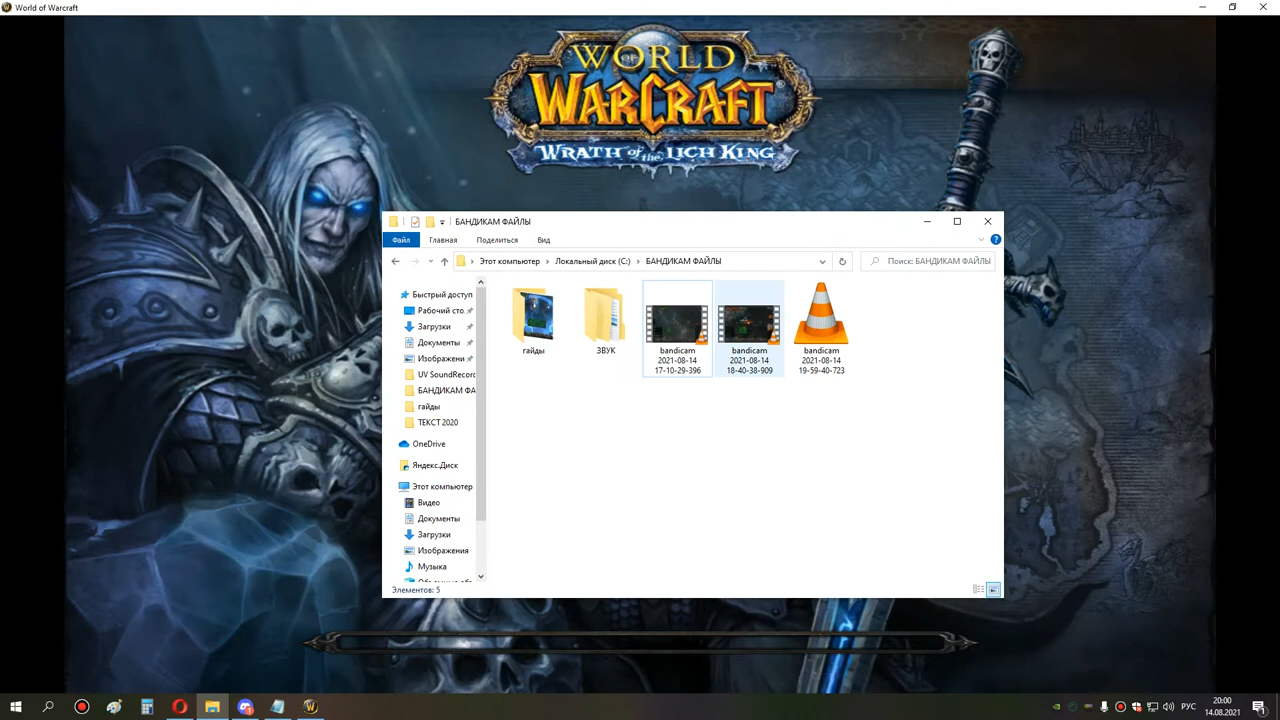 World of Warcraft
WORLD
OF
WARCRAFT
®
WRATH of the LICH KING
БАНДИКАМ ФАЙЛЫ
Файл
Главная
Поделиться
Вид
?
Этот компьютер › Локальный диск (C:) › БАНДИКАМ ФАЙЛЫ
Поиск: БАНДИКАМ ФАЙЛЫ
Быстрый доступ
Рабочий сто
Загрузки
Документы
Изображени
UV SoundRecorc
БАНДИКАМ ФА
гайды
ТЕКСТ 2020
OneDrive
Яндекс.Диск
Этот компьютер
Видео
Документы
Загрузки
Изображения
Музыка
гайды
ЗВУК
bandicam
2021-08-14
17-10-29-396
bandicam
2021-08-14
18-40-38-909
bandicam
2021-08-14
19-59-40-723
Элементов: 5
РУС
20:00
14.08.2021